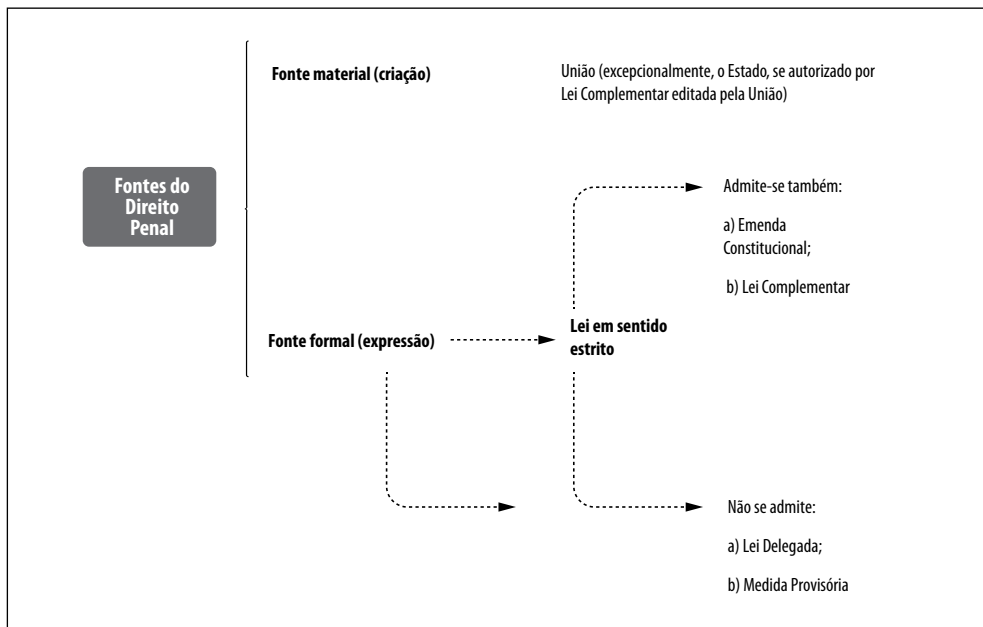 Fonte material (criação)
União (excepcionalmente, o Estado, se autorizado por
Lei Complementar editada pela União)
Fontes do
Direito
Penal
Admite-se também:
a) Emenda
Constitucional;
b) Lei Complementar
Fonte formal (expressão)
Lei em sentido
estrito
Não se admite:
a) Lei Delegada;
b) Medida Provisória